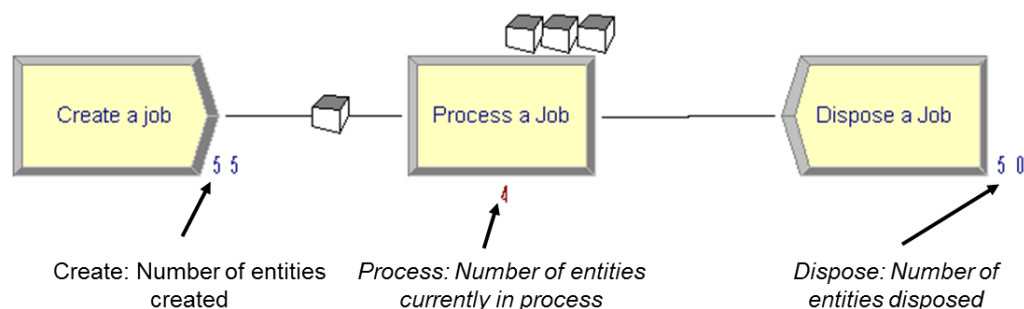 Create a job
Process a Job
Dispose a Job
5 5
4
5 0
Create: Number of entities
created
Process: Number of entities
currently in process
Dispose: Number of
entities disposed